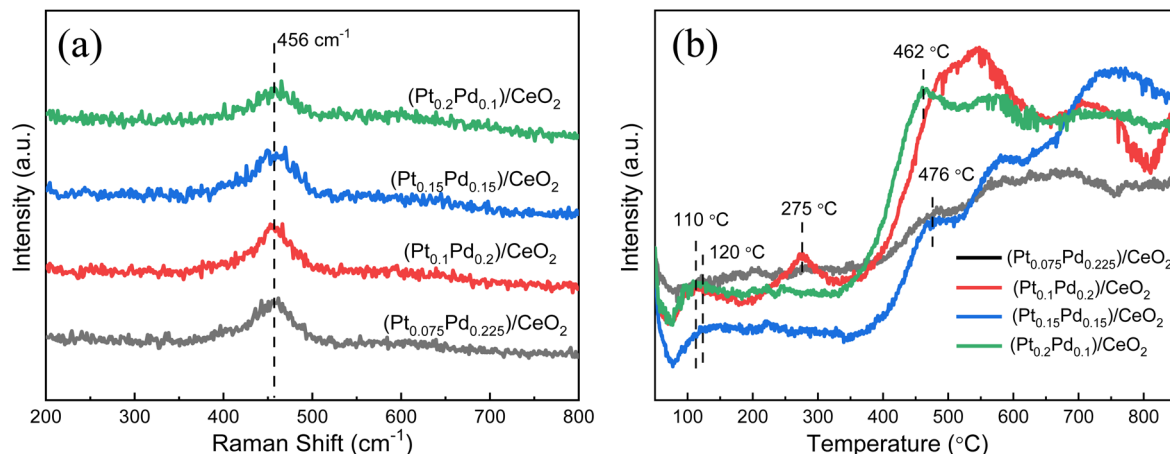 (a)
456 cm⁻¹
(Pt₀.₂Pd₀.₁)/CeO₂
(Pt₀.₁₅Pd₀.₁₅)/CeO₂
(Pt₀.₁Pd₀.₂)/CeO₂
(Pt₀.₀₇₅Pd₀.₂₂₅)/CeO₂
Intensity (a.u.)
200 300 400 500 600 700 800
Raman Shift (cm⁻¹)
(b)
462 °C
476 °C
275 °C
110 °C
120 °C
(Pt₀.₀₇₅Pd₀.₂₂₅)/CeO₂
(Pt₀.₁Pd₀.₂)/CeO₂
(Pt₀.₁₅Pd₀.₁₅)/CeO₂
(Pt₀.₂Pd₀.₁)/CeO₂
Intensity (a.u.)
100 200 300 400 500 600 700 800
Temperature (°C)